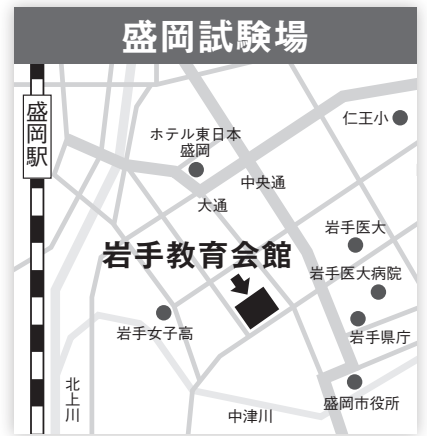 盛岡試験場
盛岡駅
仁王小
ホテル東日本
盛岡
中央通
大通
岩手医大
岩手教育会館
岩手医大病院
岩手女子高
岩手県庁
北上川
盛岡市役所
中津川